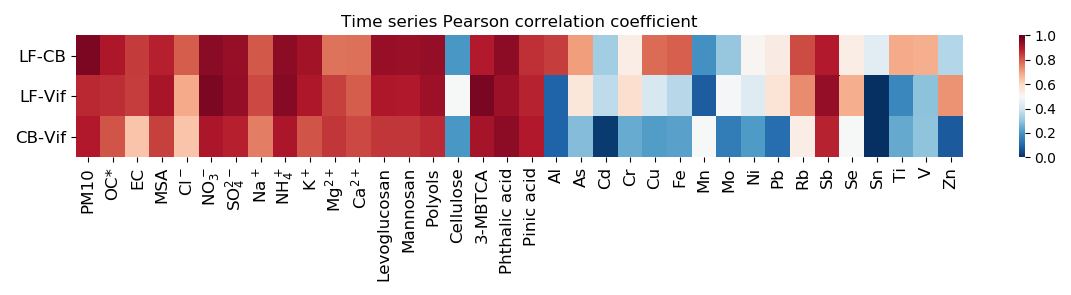 Time series Pearson correlation coefficient
LF-CB
LF-Vif
CB-Vif
PM10
OC*
EC
MSA
Cl⁻
NO₃⁻
SO₄²⁻
Na⁺
NH₄⁺
K⁺
Mg²⁺
Ca²⁺
Levoglucosan
Mannosan
Polyols
Cellulose
3-MBTCA
Phthalic acid
Pinic acid
Al
As
Cd
Cr
Cu
Fe
Mn
Mo
Ni
Pb
Rb
Sb
Se
Sn
Ti
V
Zn
1.0
0.8
0.6
0.4
0.2
0.0